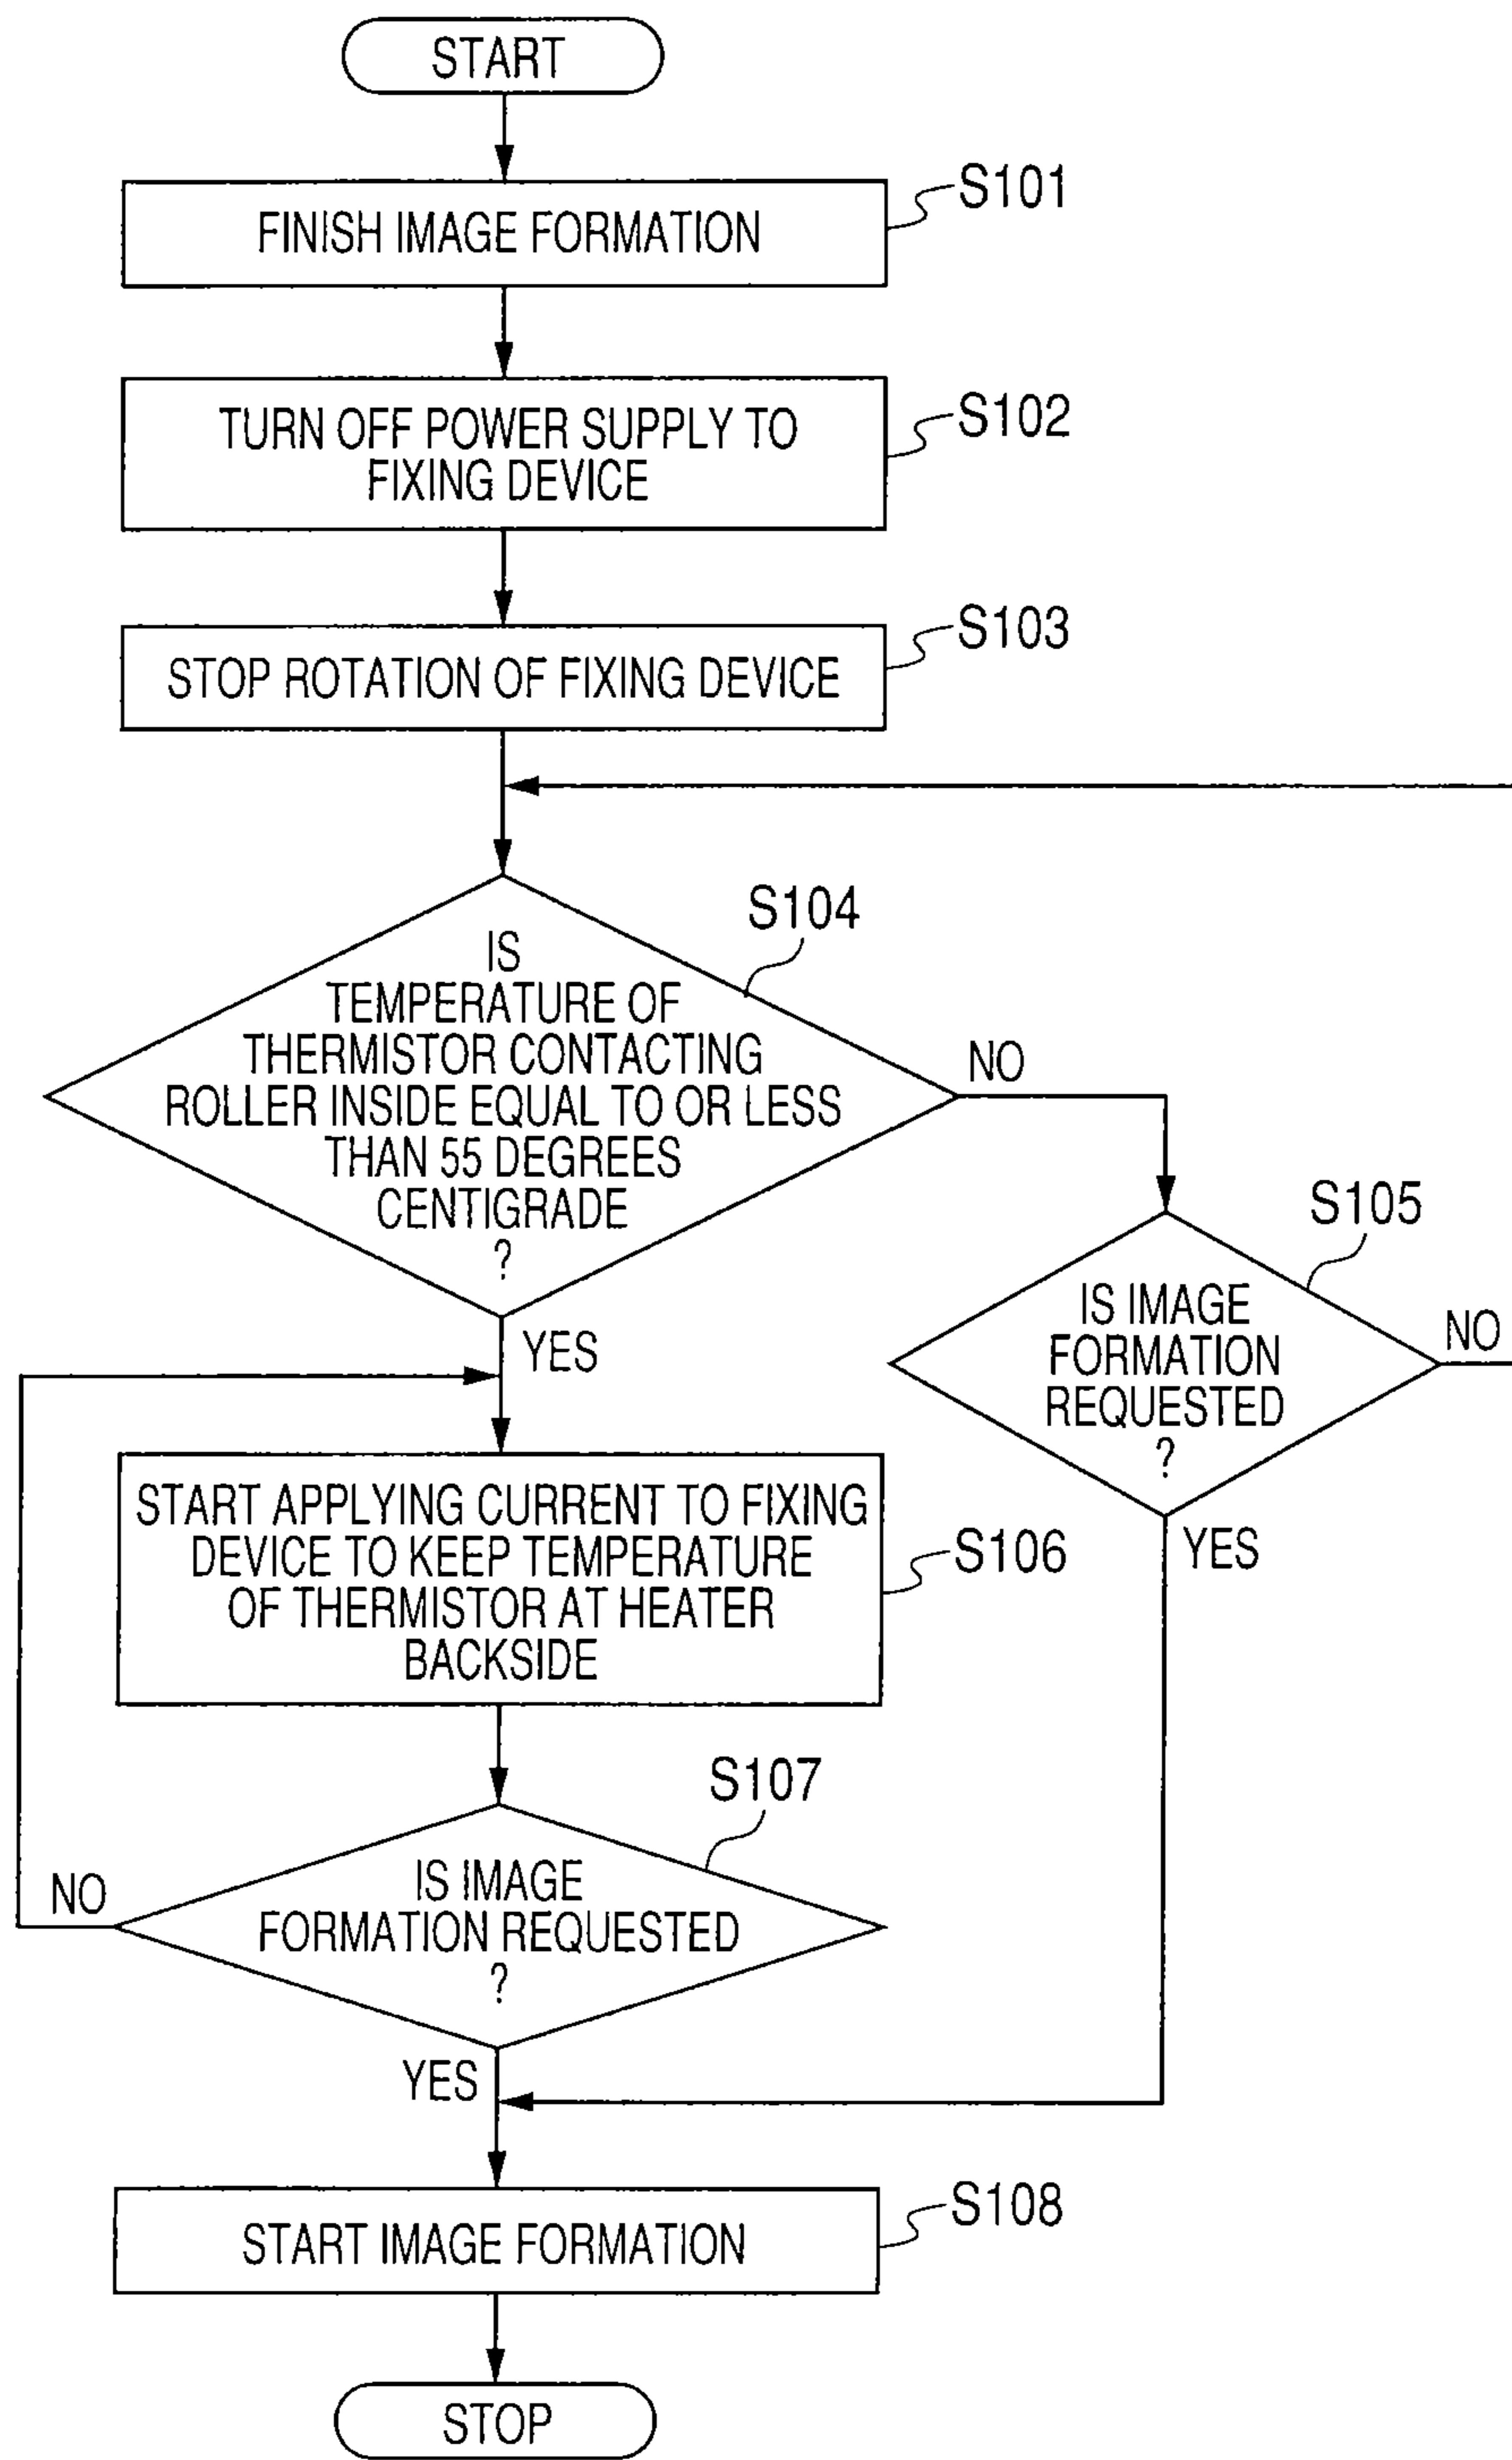 START
FINISH IMAGE FORMATION
S101
TURN OFF POWER SUPPLY TO
FIXING DEVICE
S102
STOP ROTATION OF FIXING DEVICE
S103
IS
TEMPERATURE OF
THERMISTOR CONTACTING
ROLLER INSIDE EQUAL TO OR LESS
THAN 55 DEGREES
CENTIGRADE
?
S104
NO
YES
IS IMAGE
FORMATION
REQUESTED
?
S105
NO
YES
START APPLYING CURRENT TO FIXING
DEVICE TO KEEP TEMPERATURE
OF THERMISTOR AT HEATER
BACKSIDE
S106
IS IMAGE
FORMATION REQUESTED
?
S107
NO
YES
START IMAGE FORMATION
S108
STOP